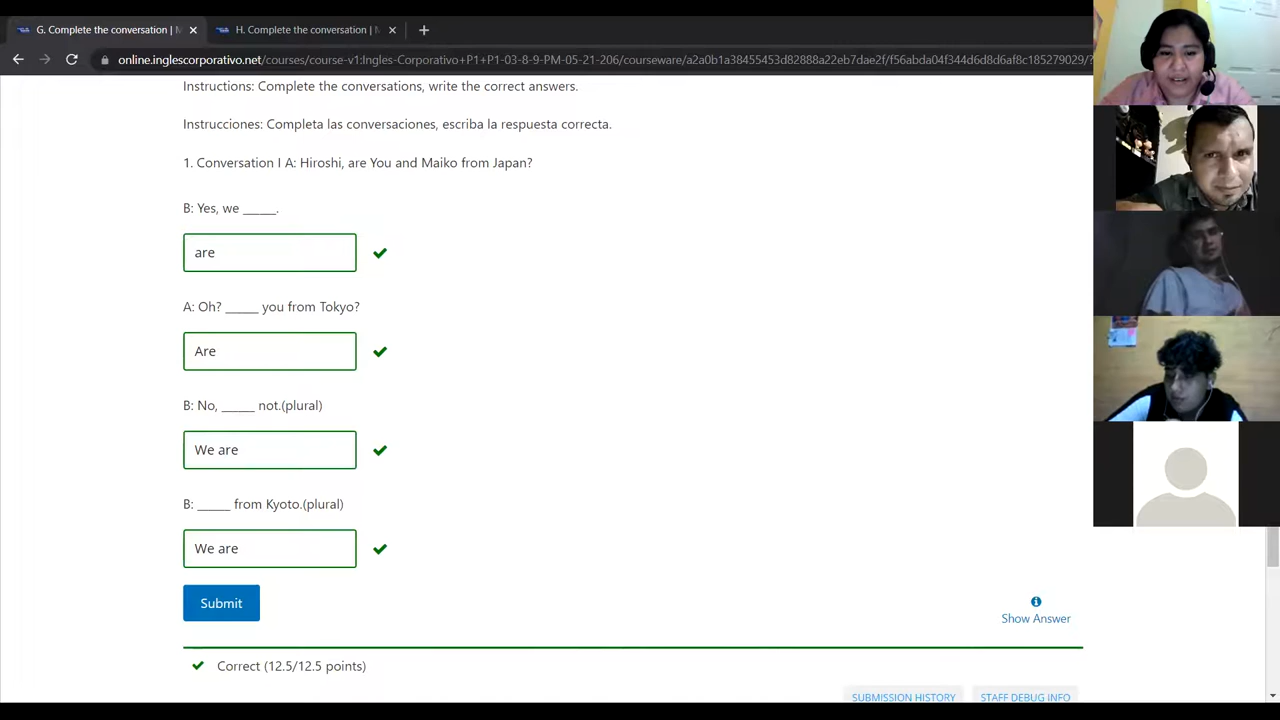 G. Complete the conversation |
H. Complete the conversation |
online.inglescorporativo.net/courses/course-v1:Ingles-Corporativo+P1+P1-03-8-9-PM-05-21-206/courseware/a2a0b1a38455453d82888a22eb7dae2f/f56abda04f344d6d8d6af8c185279029/?
Instructions: Complete the conversations, write the correct answers.
Instrucciones: Completa las conversaciones, escriba la respuesta correcta.
1. Conversation I A: Hiroshi, are You and Maiko from Japan?
B: Yes, we _____.
are
A: Oh? _____ you from Tokyo?
Are
B: No, _____ not.(plural)
We are
B: _____ from Kyoto.(plural)
We are
Submit
Show Answer
Correct (12.5/12.5 points)
SUBMISSION HISTORY
STAFF DEBUG INFO